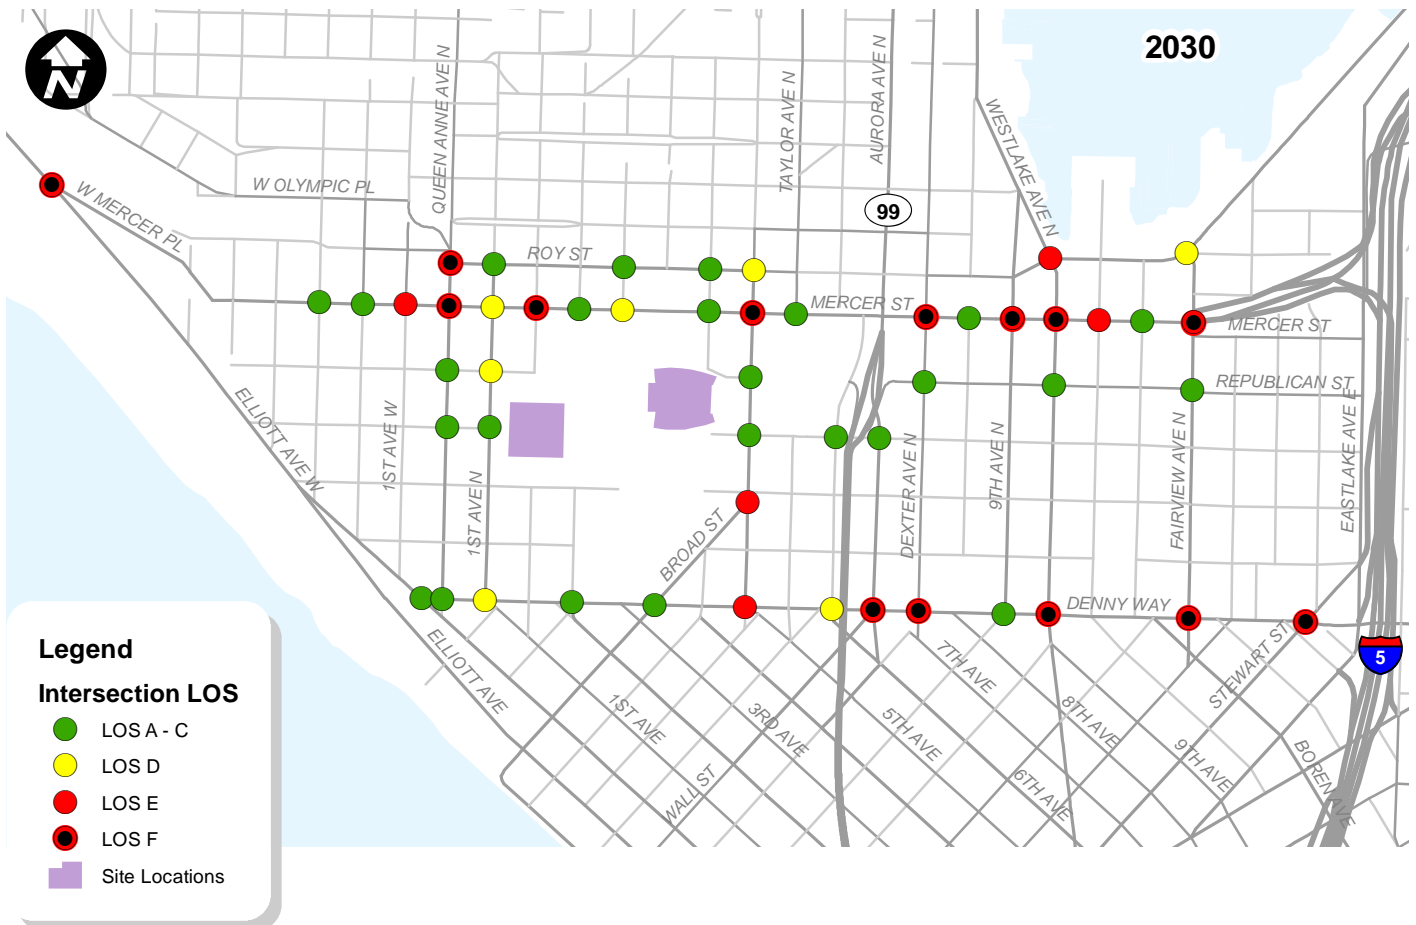 2030
N
QUEEN ANNE AVE N
TAYLOR AVE N
AURORA AVE N
WESTLAKE AVE N
W OLYMPIC PL
W MERCER PL
99
ROY ST
MERCER ST
MERCER ST
REPUBLICAN ST
ELLIOTT AVE W
1ST AVE W
1ST AVE N
BROAD ST
DEXTER AVE N
9TH AVE N
FAIRVIEW AVE N
EASTLAKE AVE E
DENNY WAY
5
ELLIOTT AVE
1ST AVE
3RD AVE
WALL ST
5TH AVE
6TH AVE
7TH AVE
8TH AVE
9TH AVE
STEWART ST
BOREN AVE
Legend
Intersection LOS
LOS A - C
LOS D
LOS E
LOS F
Site Locations